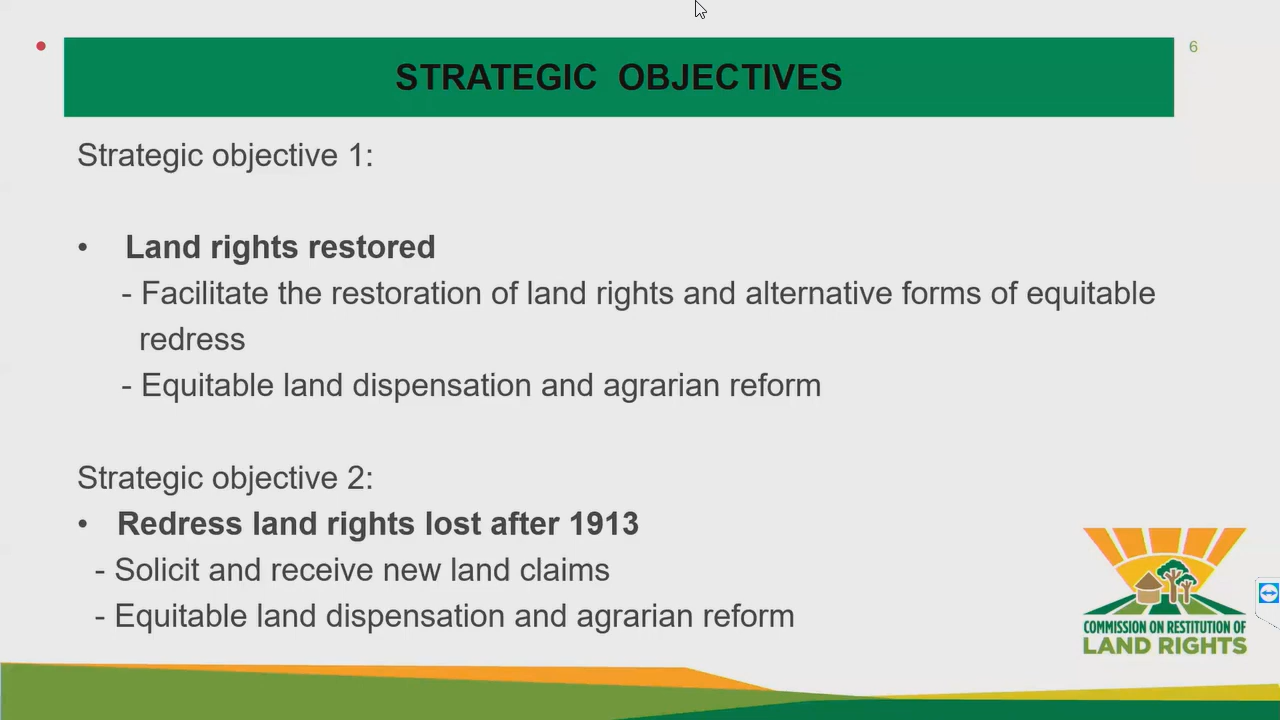 6
STRATEGIC OBJECTIVES
Strategic objective 1:
• Land rights restored
- Facilitate the restoration of land rights and alternative forms of equitable
redress
- Equitable land dispensation and agrarian reform
Strategic objective 2:
• Redress land rights lost after 1913
- Solicit and receive new land claims
- Equitable land dispensation and agrarian reform
COMMISSION ON RESTITUTION OF
LAND RIGHTS